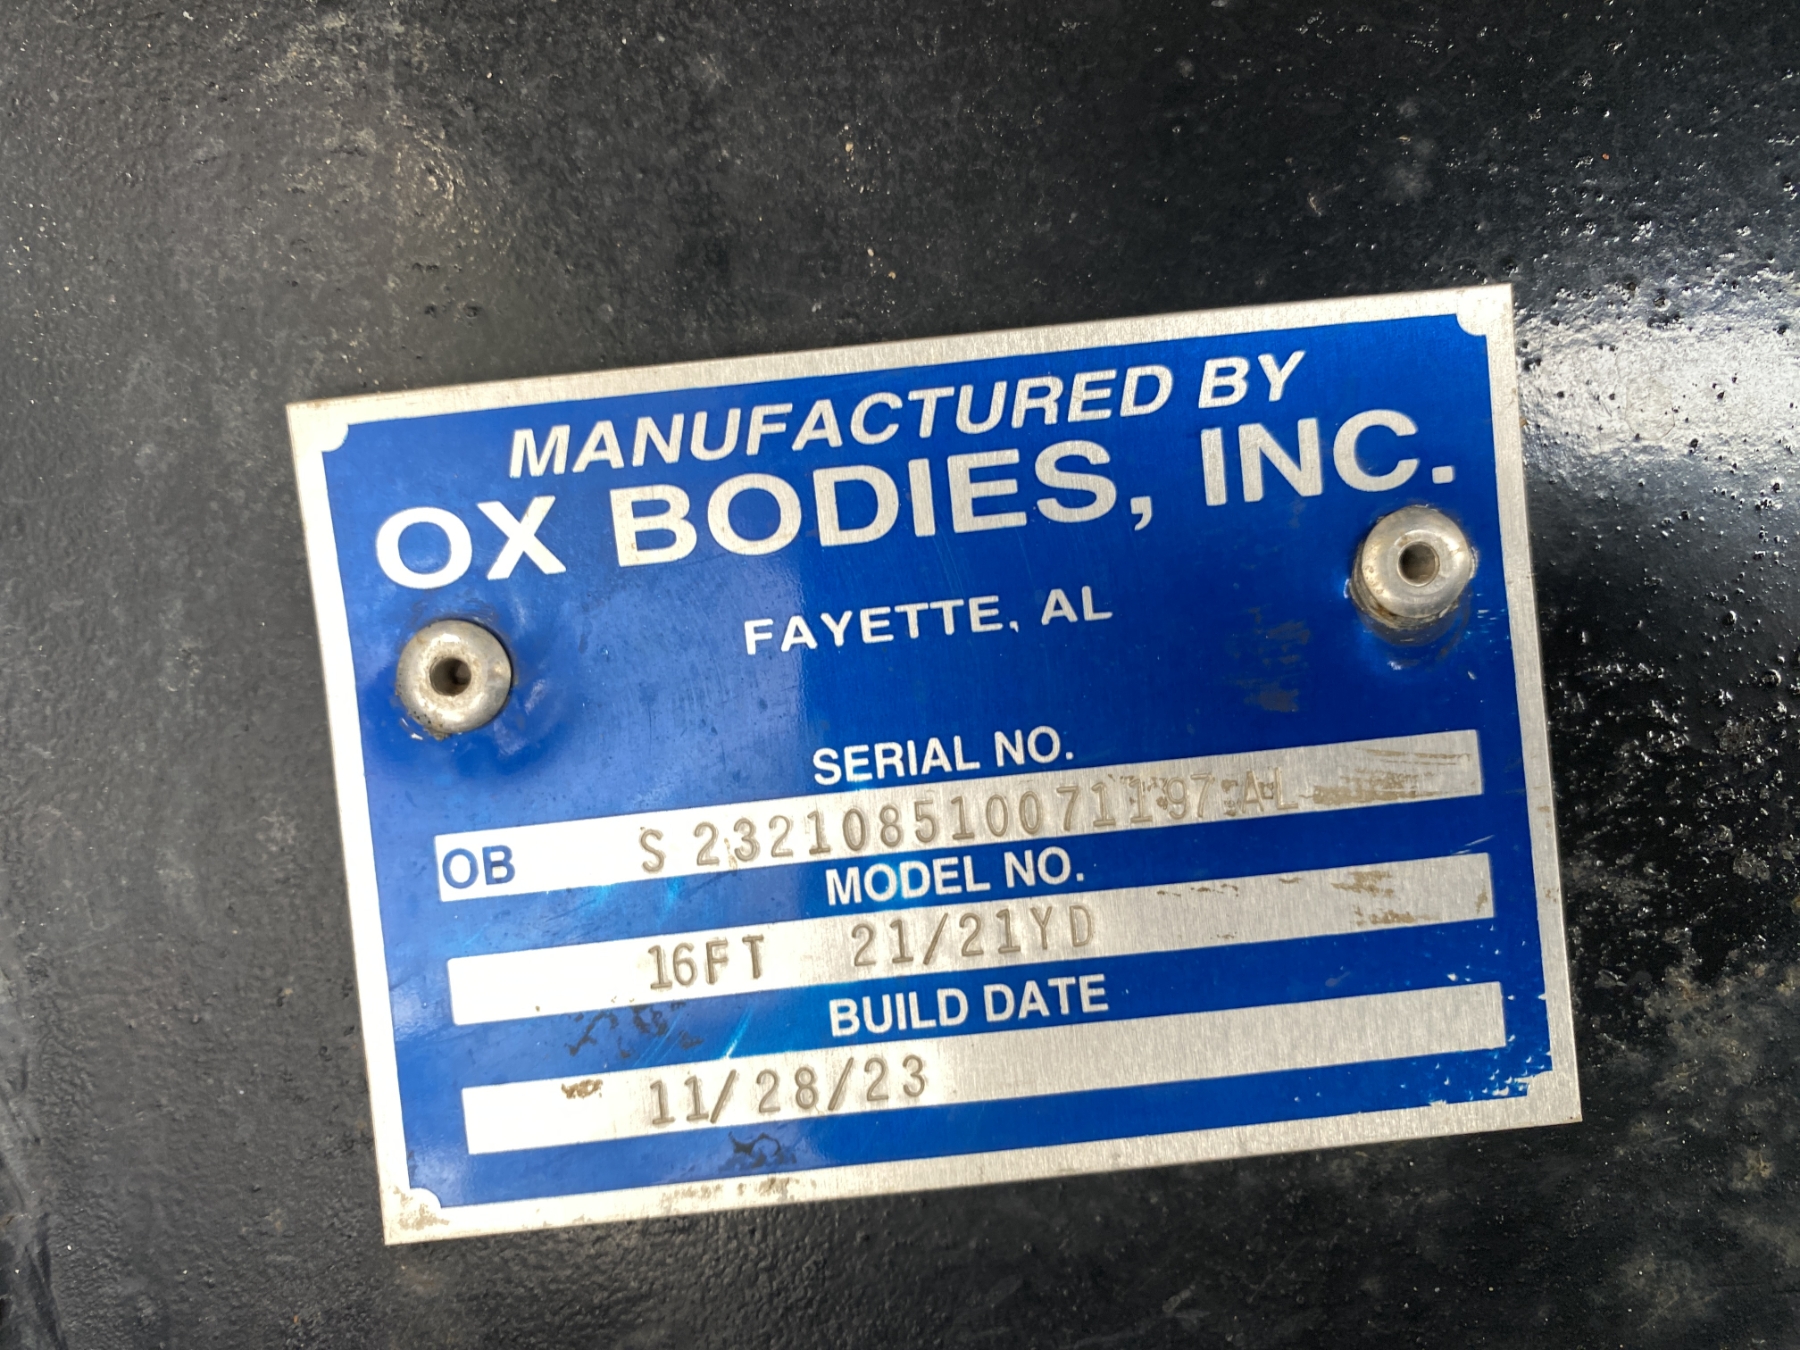 MANUFACTURED BY
OX BODIES, INC.
FAYETTE, AL
SERIAL NO.
OB S 232108510071197AL
MODEL NO.
16FT 21/21YD
BUILD DATE
11/28/23